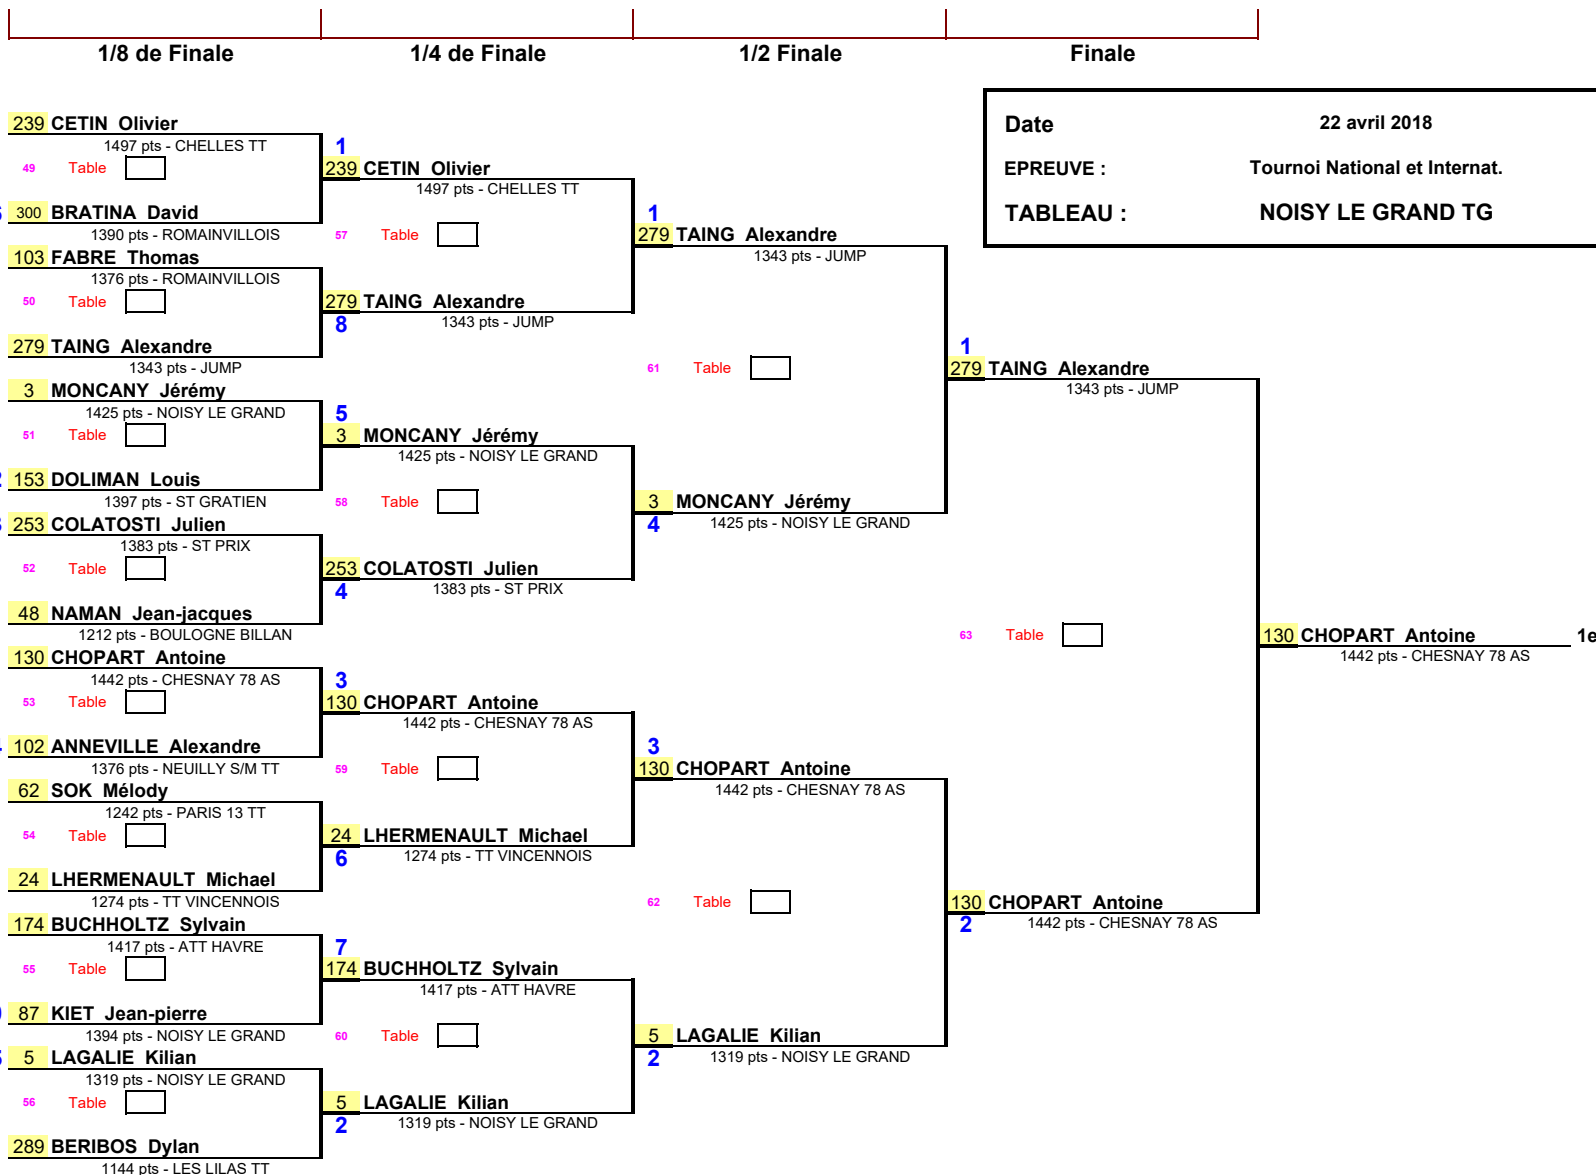 1/8 de Finale 1/4 de Finale 1/2 Finale Finale
Date 22 avril 2018
EPREUVE : Tournoi National et Internat.
TABLEAU : NOISY LE GRAND TG
239 CETIN Olivier
1497 pts - CHELLES TT
49 Table
300 BRATINA David
1390 pts - ROMAINVILLOIS
103 FABRE Thomas
1376 pts - ROMAINVILLOIS
50 Table
279 TAING Alexandre
1343 pts - JUMP
3 MONCANY Jérémy
1425 pts - NOISY LE GRAND
51 Table
153 DOLIMAN Louis
1397 pts - ST GRATIEN
253 COLATOSTI Julien
1383 pts - ST PRIX
52 Table
48 NAMAN Jean-jacques
1212 pts - BOULOGNE BILLAN
130 CHOPART Antoine
1442 pts - CHESNAY 78 AS
53 Table
102 ANNEVILLE Alexandre
1376 pts - NEUILLY S/M TT
62 SOK Mélody
1242 pts - PARIS 13 TT
54 Table
24 LHERMENAULT Michael
1274 pts - TT VINCENNOIS
174 BUCHHOLTZ Sylvain
1417 pts - ATT HAVRE
55 Table
87 KIET Jean-pierre
1394 pts - NOISY LE GRAND
5 LAGALIE Kilian
1319 pts - NOISY LE GRAND
56 Table
289 BERIBOS Dylan
1144 pts - LES LILAS TT
1
239 CETIN Olivier
1497 pts - CHELLES TT
57 Table
279 TAING Alexandre
8 1343 pts - JUMP
5
3 MONCANY Jérémy
1425 pts - NOISY LE GRAND
58 Table
253 COLATOSTI Julien
4 1383 pts - ST PRIX
3
130 CHOPART Antoine
1442 pts - CHESNAY 78 AS
59 Table
24 LHERMENAULT Michael
6 1274 pts - TT VINCENNOIS
7
174 BUCHHOLTZ Sylvain
1417 pts - ATT HAVRE
60 Table
5 LAGALIE Kilian
2 1319 pts - NOISY LE GRAND
1
279 TAING Alexandre
1343 pts - JUMP
61 Table
3 MONCANY Jérémy
4 1425 pts - NOISY LE GRAND
3
130 CHOPART Antoine
1442 pts - CHESNAY 78 AS
62 Table
5 LAGALIE Kilian
2 1319 pts - NOISY LE GRAND
1
279 TAING Alexandre
1343 pts - JUMP
63 Table
130 CHOPART Antoine
2 1442 pts - CHESNAY 78 AS
130 CHOPART Antoine 1e
1442 pts - CHESNAY 78 AS